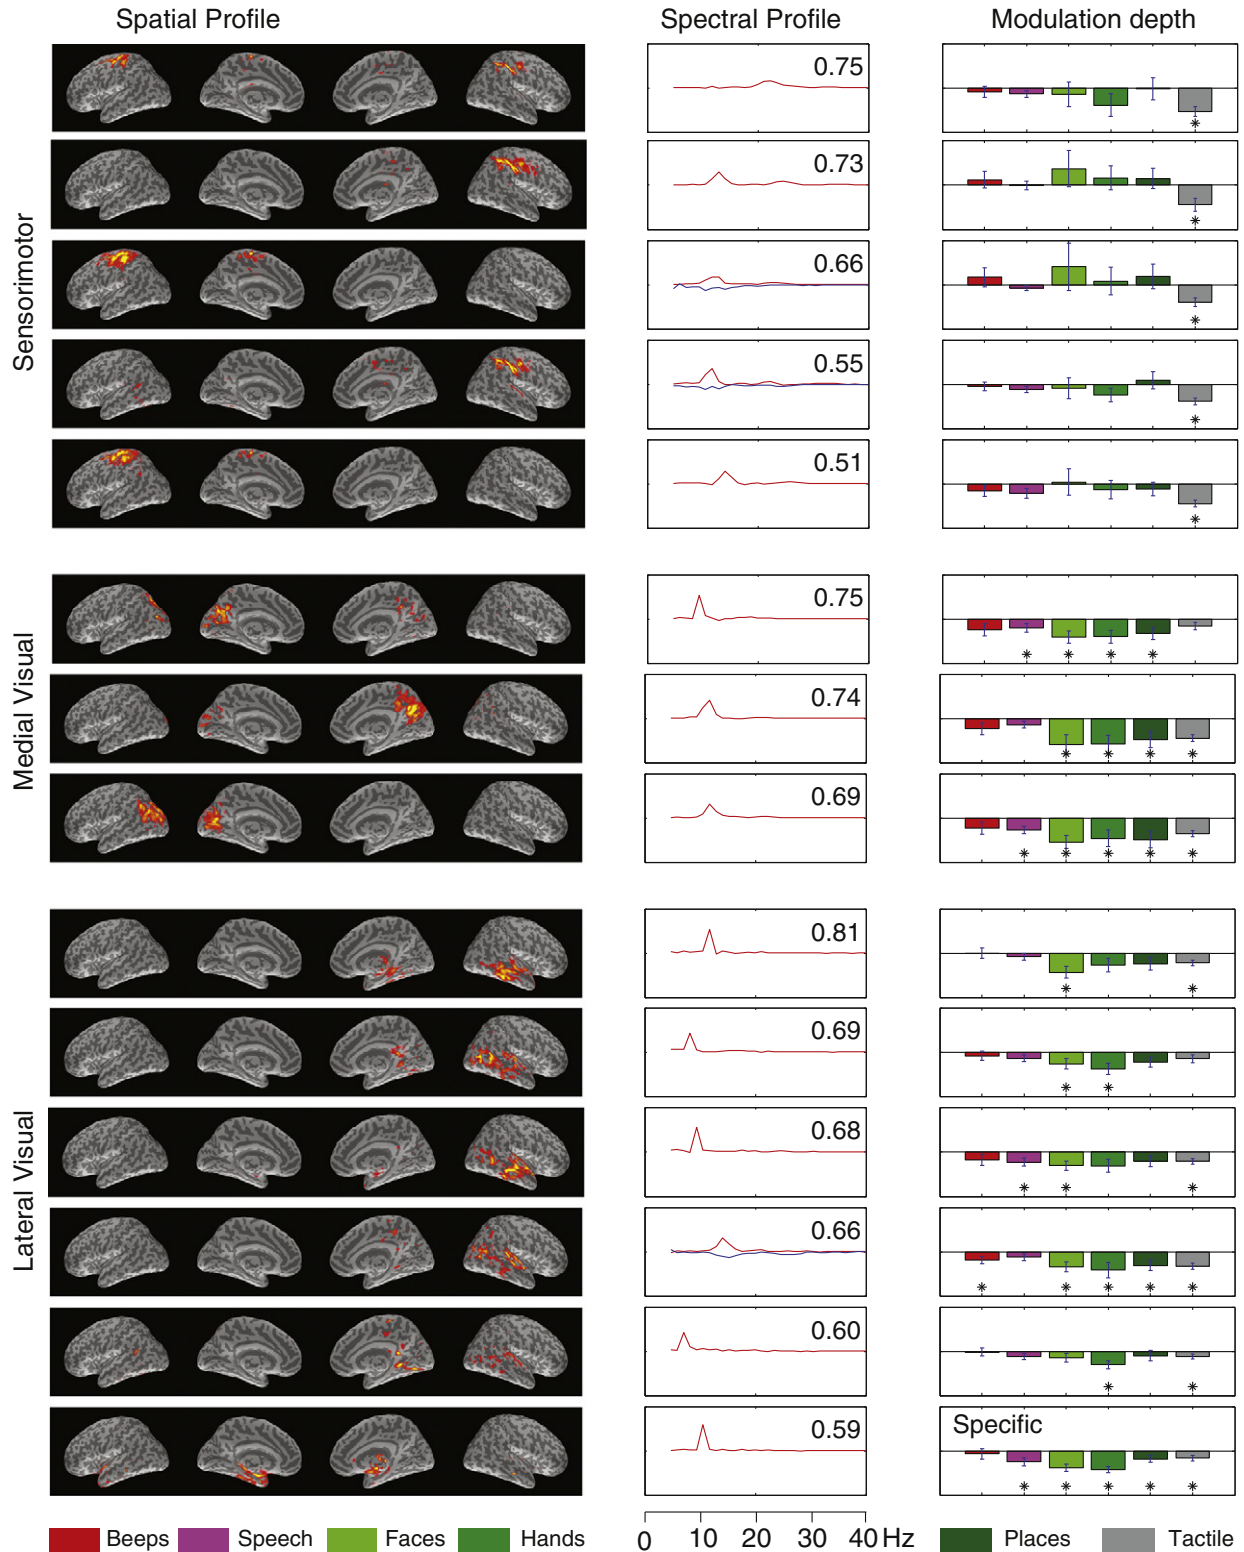 Spatial Profile
Spectral Profile
Modulation depth
Sensorimotor
0.75
*
0.73
*
0.66
*
0.55
*
0.51
*
Medial Visual
0.75
* * * *
0.74
* * * *
0.69
* * * * *
Lateral Visual
0.81
* *
0.69
* *
0.68
* * *
0.66
* * * * *
0.60
* *
0.59
Specific
* * * * *
Beeps
Speech
Faces
Hands
0 10 20 30 40 Hz
Places
Tactile